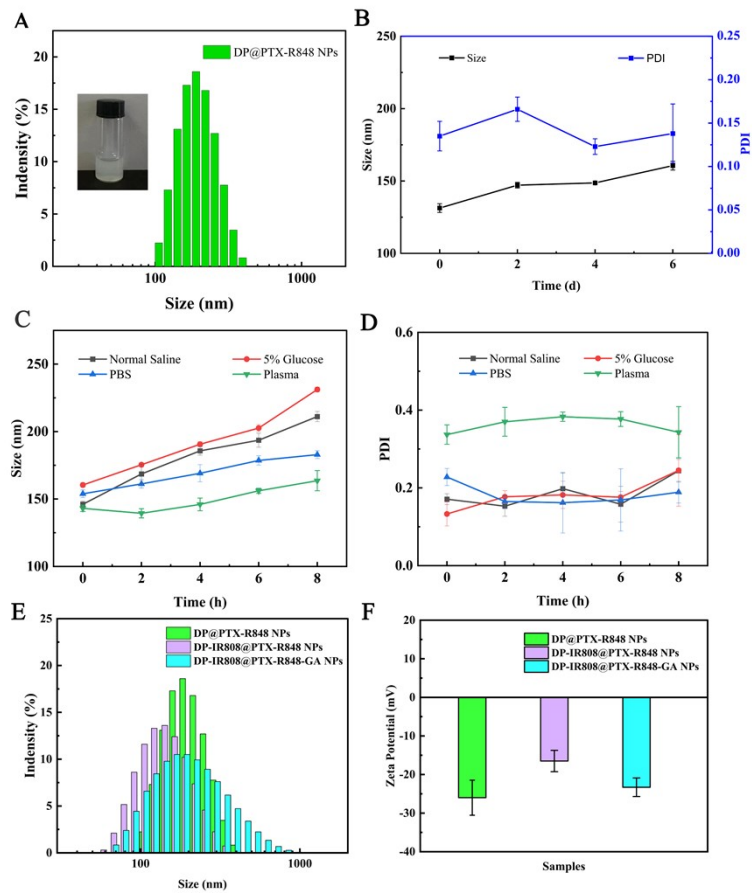 A
DP@PTX-R848 NPs
20
15
10
5
0
Indensity (%)
100
1000
Size (nm)
B
Size
PDI
250
200
150
100
Size (nm)
0.25
0.20
0.15
0.10
0.05
0.00
PDI
0 2 4 6
Time (d)
C
Normal Saline
5% Glucose
PBS
Plasma
250
200
150
100
Size (nm)
0 2 4 6 8
Time (h)
D
Normal Saline
5% Glucose
PBS
Plasma
0.6
0.4
0.2
0.0
PDI
0 2 4 6 8
Time (h)
E
DP@PTX-R848 NPs
DP-IR808@PTX-R848 NPs
DP-IR808@PTX-R848-GA NPs
25
20
15
10
5
0
Indensity (%)
100
1000
Size (nm)
F
DP@PTX-R848 NPs
DP-IR808@PTX-R848 NPs
DP-IR808@PTX-R848-GA NPs
20
10
0
-10
-20
-30
-40
Zeta Potential (mV)
Samples